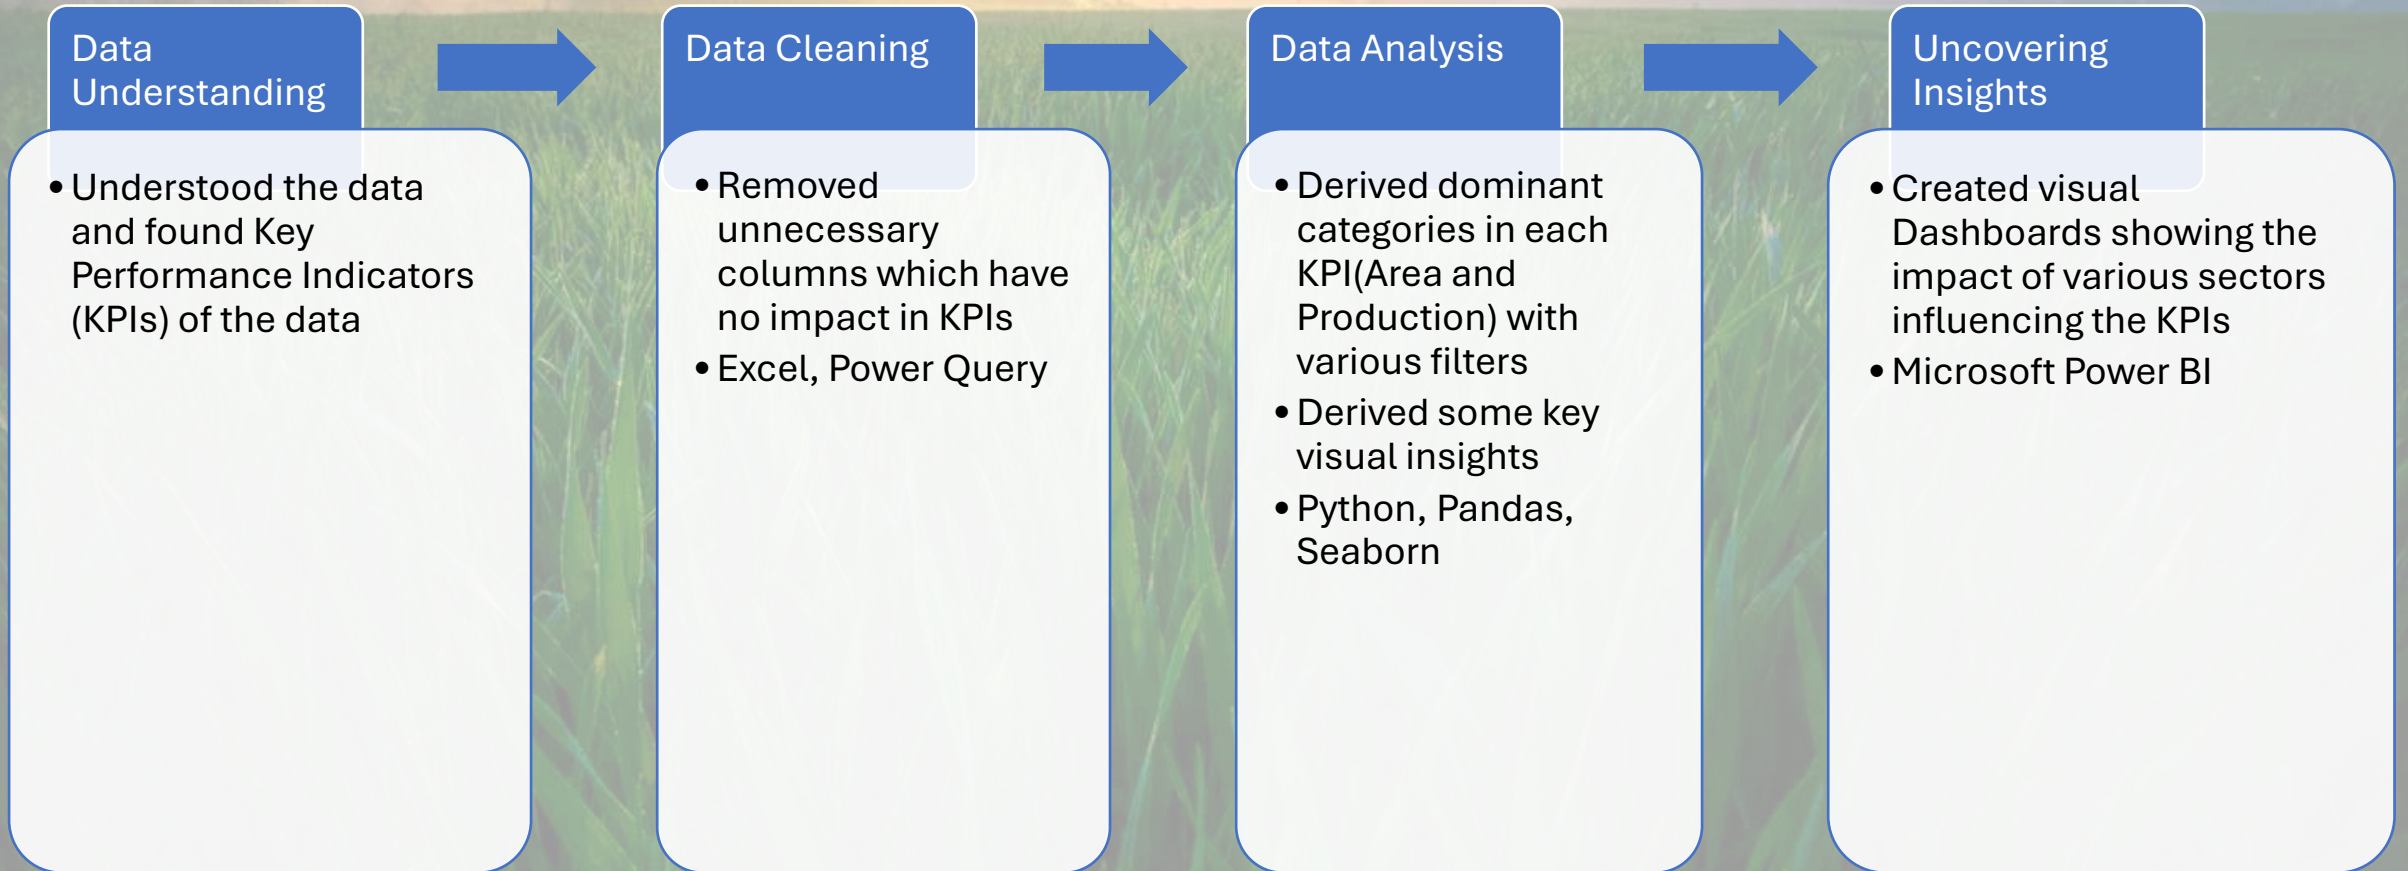 Data
Understanding
• Understood the data
and found Key
Performance Indicators
(KPIs) of the data
Data Cleaning
• Removed
unnecessary
columns which have
no impact in KPIs
• Excel, Power Query
Data Analysis
• Derived dominant
categories in each
KPI(Area and
Production) with
various filters
• Derived some key
visual insights
• Python, Pandas,
Seaborn
Uncovering
Insights
• Created visual
Dashboards showing the
impact of various sectors
influencing the KPIs
• Microsoft Power BI